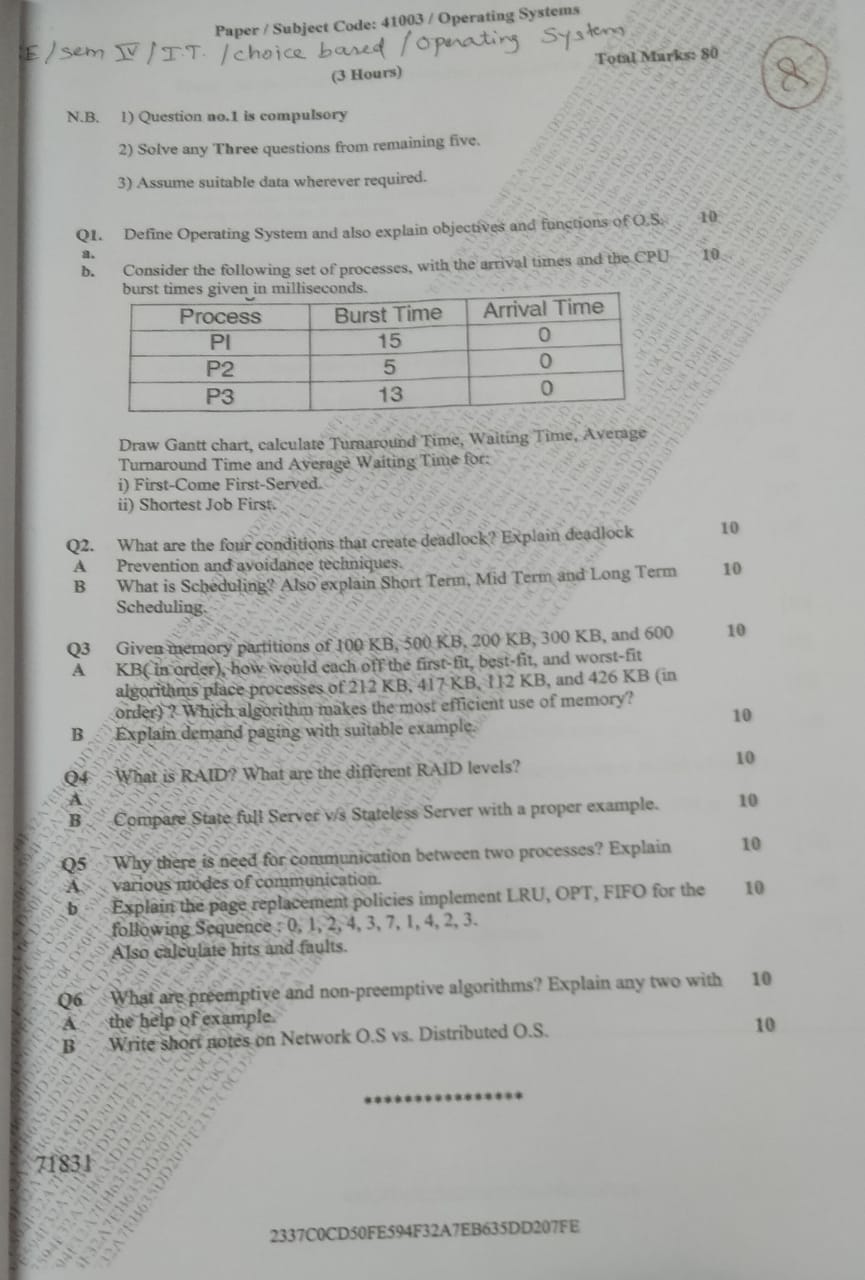 Paper / Subject Code: 41003 / Operating Systems
E / sem IV / I.T. / choice based / Operating System
Total Marks: 80
(3 Hours)
8
N.B. 1) Question no.1 is compulsory
2) Solve any Three questions from remaining five.
3) Assume suitable data wherever required.
Q1. Define Operating System and also explain objectives and functions of O.S. 10
a.
b. Consider the following set of processes, with the arrival times and the CPU 10
burst times given in milliseconds.
Process Burst Time Arrival Time
PI 15 0
P2 5 0
P3 13 0
Draw Gantt chart, calculate Turnaround Time, Waiting Time, Average
Turnaround Time and Average Waiting Time for:
i) First-Come First-Served.
ii) Shortest Job First.
Q2. What are the four conditions that create deadlock? Explain deadlock 10
A Prevention and avoidance techniques.
B What is Scheduling? Also explain Short Term, Mid Term and Long Term 10
Scheduling.
Q3 Given memory partitions of 100 KB, 500 KB, 200 KB, 300 KB, and 600 10
A KB( in order), how would each off the first-fit, best-fit, and worst-fit
algorithms place processes of 212 KB, 417 KB, 112 KB, and 426 KB (in
order) ? Which algorithm makes the most efficient use of memory?
B Explain demand paging with suitable example. 10
Q4 What is RAID? What are the different RAID levels? 10
A
B Compare State full Server v/s Stateless Server with a proper example. 10
Q5 Why there is need for communication between two processes? Explain 10
A various modes of communication.
b Explain the page replacement policies implement LRU, OPT, FIFO for the 10
following Sequence : 0, 1, 2, 4, 3, 7, 1, 4, 2, 3.
Also calculate hits and faults.
Q6 What are preemptive and non-preemptive algorithms? Explain any two with 10
A the help of example.
B Write short notes on Network O.S vs. Distributed O.S. 10
****************
71831
2337C0CD50FE594F32A7EB635DD207FE